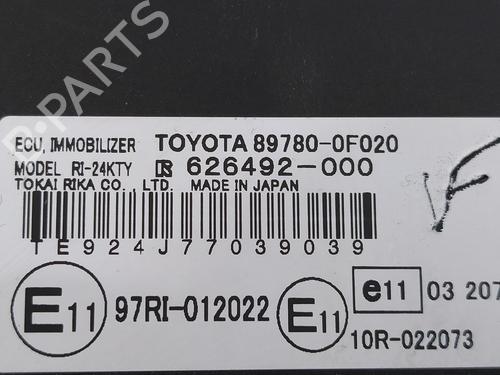 B-PARTS
ECU, IMMOBILIZER TOYOTA 89780-0F020
MODEL RI-24KTY 626492-000
TOKAI RIKA CO., LTD. MADE IN JAPAN
TE924J77039039
E11 97RI-012022 E11 e11 03 207
10R-022073